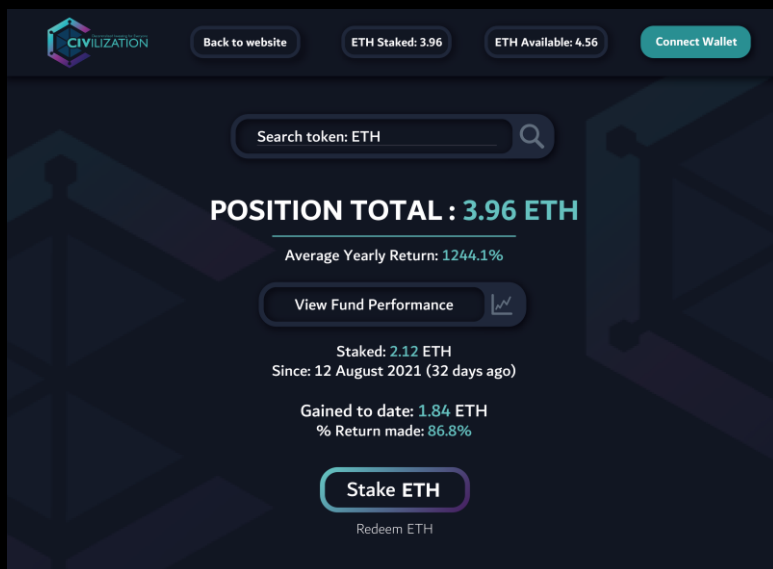 CIVILIZATION
Back to website
ETH Staked: 3.96
ETH Available: 4.56
Connect Wallet
Search token: ETH
POSITION TOTAL : 3.96 ETH
Average Yearly Return: 1244.1%
View Fund Performance
Staked: 2.12 ETH
Since: 12 August 2021 (32 days ago)
Gained to date: 1.84 ETH
% Return made: 86.8%
Stake ETH
Redeem ETH